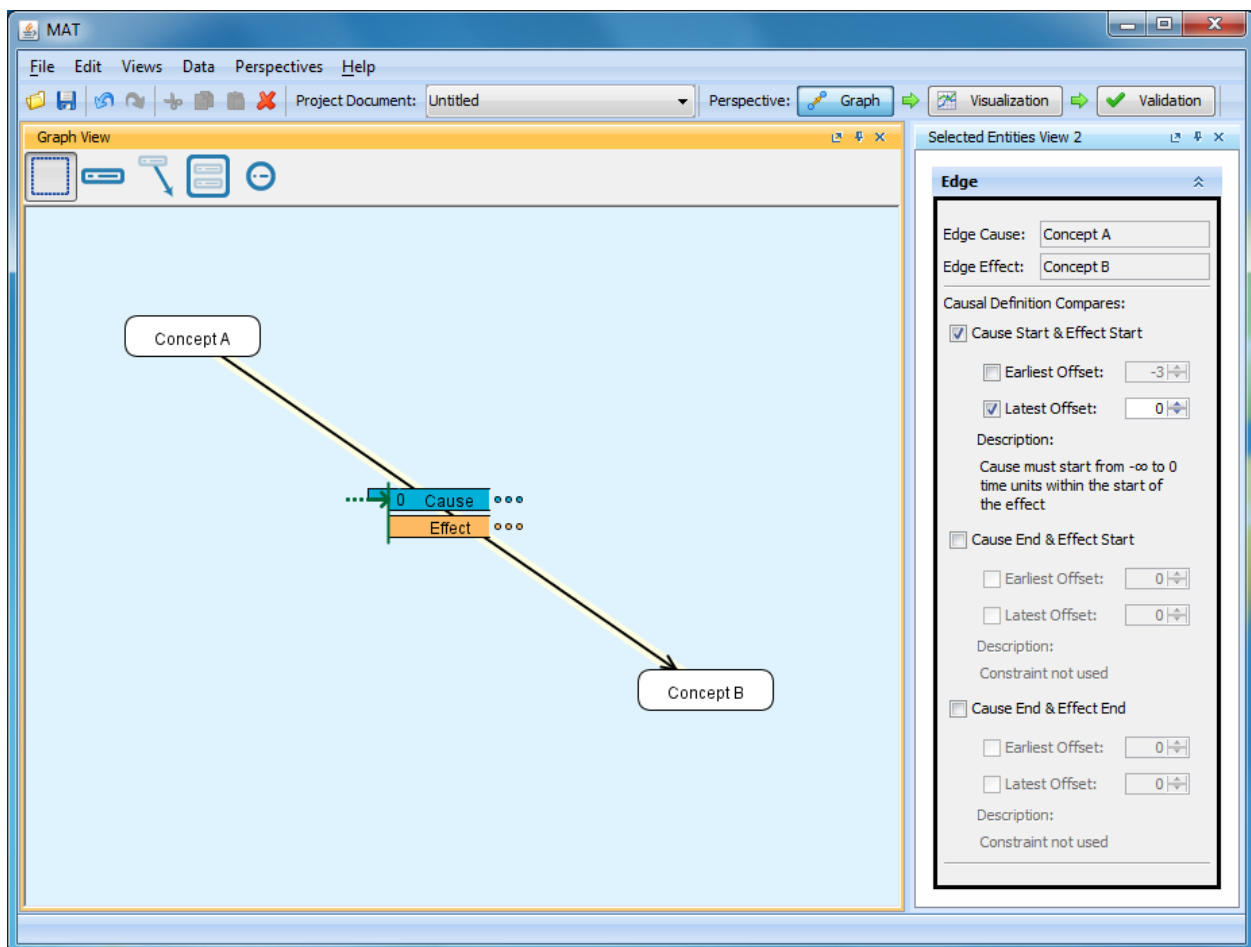 MAT
File Edit Views Data Perspectives Help
Project Document: Untitled Perspective: Graph Visualization Validation
Graph View
Selected Entities View 2
Edge
Edge Cause: Concept A
Edge Effect: Concept B
Causal Definition Compares:
Cause Start & Effect Start
Earliest Offset: -3
Latest Offset: 0
Description:
Cause must start from -∞ to 0
time units within the start of
the effect
Cause End & Effect Start
Earliest Offset: 0
Latest Offset: 0
Description:
Constraint not used
Cause End & Effect End
Earliest Offset: 0
Latest Offset: 0
Description:
Constraint not used
Concept A
0 Cause
Effect
Concept B